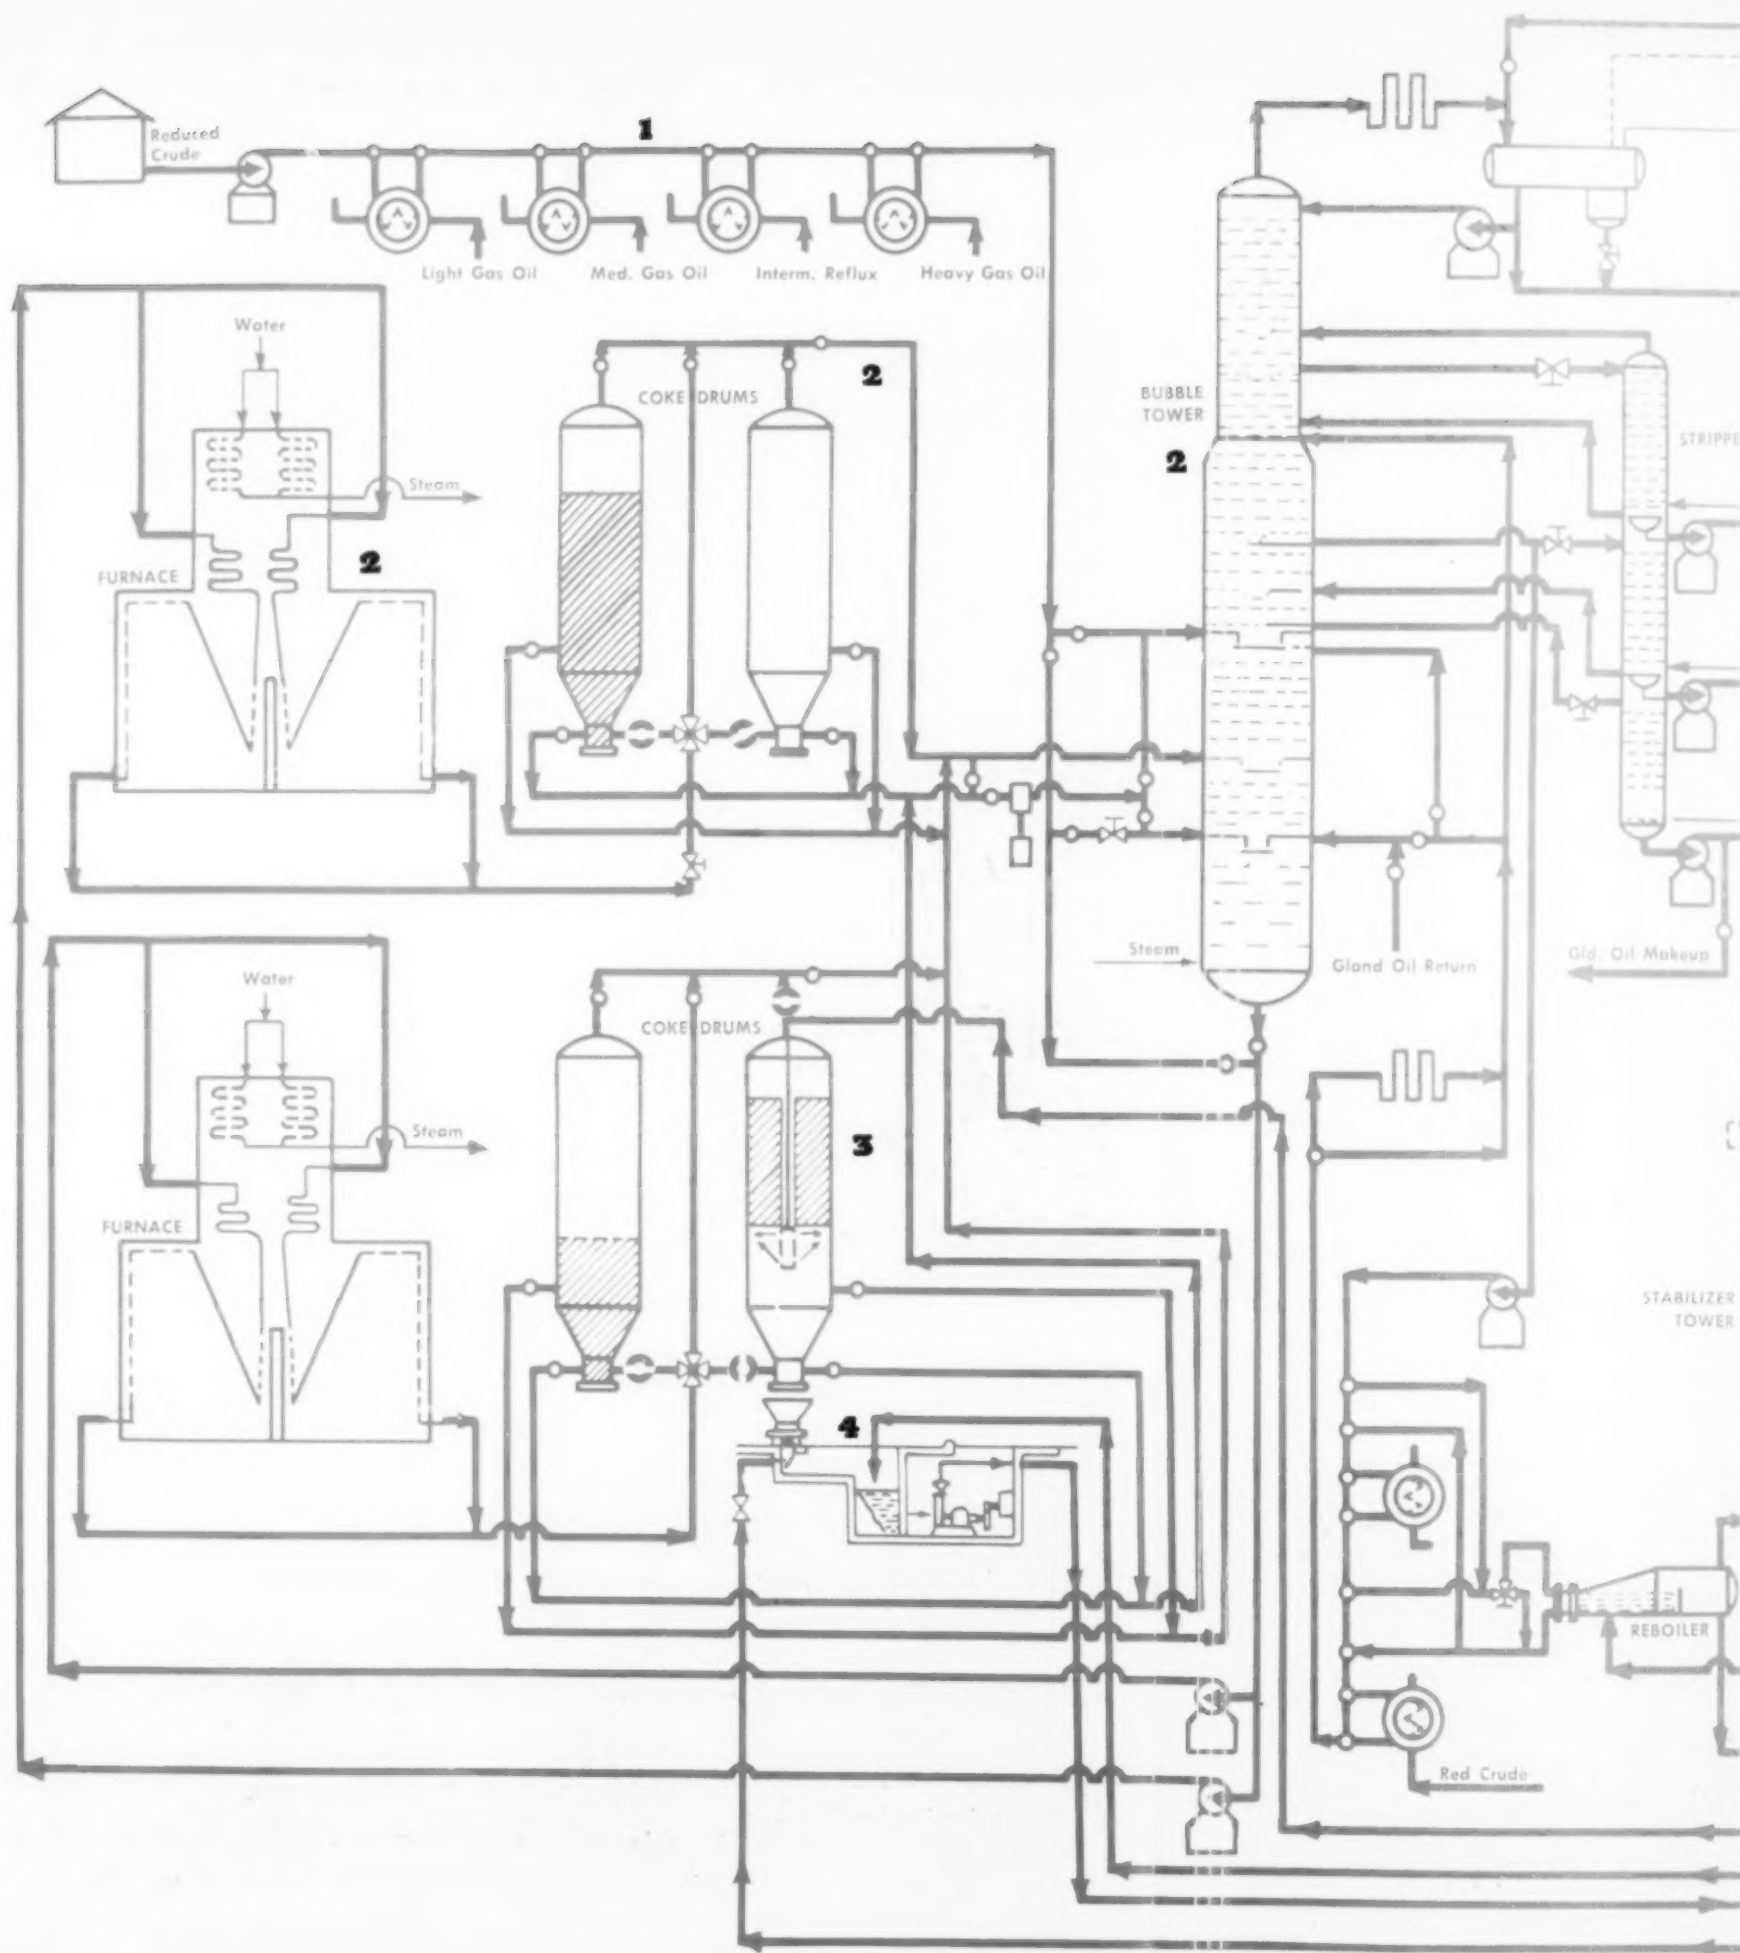 1
Reduced
Crude
Light Gas Oil
Med. Gas Oil
Interm. Reflux
Heavy Gas Oil
Water
2
COKE DRUMS
BUBBLE
TOWER
2
STRIPPE
Steam
2
FURNACE
Steam
Gland Oil Return
Gld. Oil Makeup
Water
COKE DRUMS
Steam
3
FURNACE
STABILIZER
TOWER
4
REBOILER
Red Crude